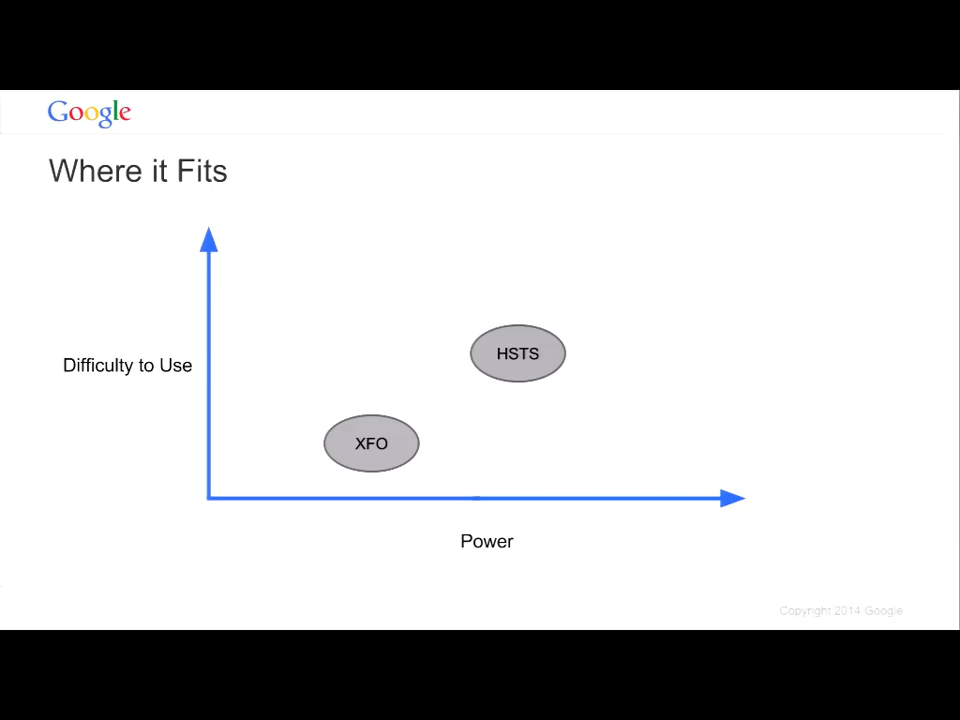 Google
Where it Fits
HSTS
Difficulty to Use
XFO
Power
Copyright 2014 Google